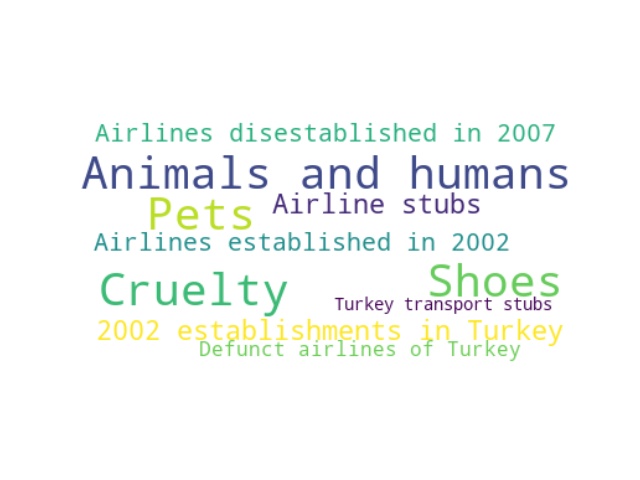 Airlines disestablished in 2007
Animals and humans
Pets
Airline stubs
Airlines established in 2002
Cruelty
Shoes
Turkey transport stubs
2002 establishments in Turkey
Defunct airlines of Turkey